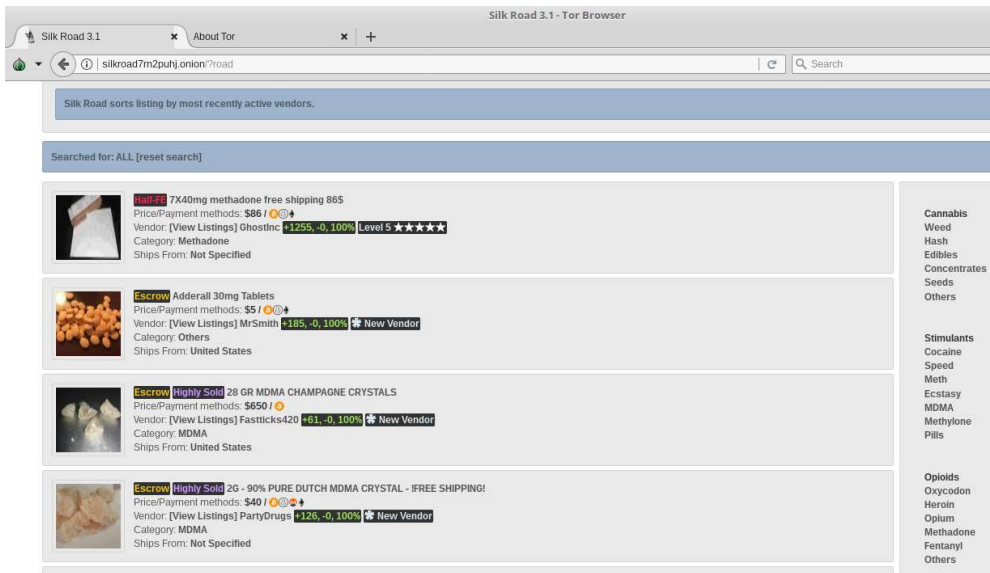 Silk Road 3.1 - Tor Browser
Silk Road 3.1
About Tor
silkroad7rn2puhj.onion/?road
Search
Silk Road sorts listing by most recently active vendors.
Searched for: ALL [reset search]
Half-FE 7X40mg methadone free shipping 86$
Price/Payment methods: $86 /
Vendor: [View Listings] GhostInc +1255, -0, 100% Level 5 ★★★★★
Category: Methadone
Ships From: Not Specified
Escrow Adderall 30mg Tablets
Price/Payment methods: $5 /
Vendor: [View Listings] MrSmith +185, -0, 100% New Vendor
Category: Others
Ships From: United States
Escrow Highly Sold 28 GR MDMA CHAMPAGNE CRYSTALS
Price/Payment methods: $650 /
Vendor: [View Listings] Fastticks420 +61, -0, 100% New Vendor
Category: MDMA
Ships From: United States
Escrow Highly Sold 2G - 90% PURE DUTCH MDMA CRYSTAL - !FREE SHIPPING!
Price/Payment methods: $40 /
Vendor: [View Listings] PartyDrugs +126, -0, 100% New Vendor
Category: MDMA
Ships From: Not Specified
Cannabis
Weed
Hash
Edibles
Concentrates
Seeds
Others
Stimulants
Cocaine
Speed
Meth
Ecstasy
MDMA
Methylone
Pills
Opioids
Oxycodon
Heroin
Opium
Methadone
Fentanyl
Others